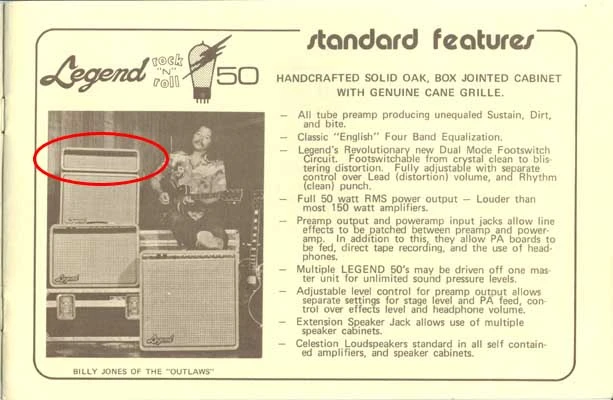 standard features
Legend rock "N" roll 50
HANDCRAFTED SOLID OAK, BOX JOINTED CABINET
WITH GENUINE CANE GRILLE.
— All tube preamp producing unequaled Sustain, Dirt,
and bite.
— Classic "English" Four Band Equalization.
— Legend's Revolutionary new Dual Mode Footswitch
Circuit. Footswitchable from crystal clean to blis-
tering distortion. Fully adjustable with separate
control over Lead (distortion) volume, and Rhythm
(clean) punch.
— Full 50 watt RMS power output — Louder than
most 150 watt amplifiers.
— Preamp output and poweramp input jacks allow line
effects to be patched between preamp and power-
amp. In addition to this, they allow PA boards to
be fed, direct tape recording, and the use of head-
phones.
— Multiple LEGEND 50's may be driven off one mas-
ter unit for unlimited sound pressure levels.
— Adjustable level control for preamp output allows
separate settings for stage level and PA feed, con-
trol over effects level and headphone volume.
— Extension Speaker Jack allows use of multiple
speaker cabinets.
— Celestion Loudspeakers standard in all self contain-
ed amplifiers, and speaker cabinets.
Legend
Legend
BILLY JONES OF THE "OUTLAWS"